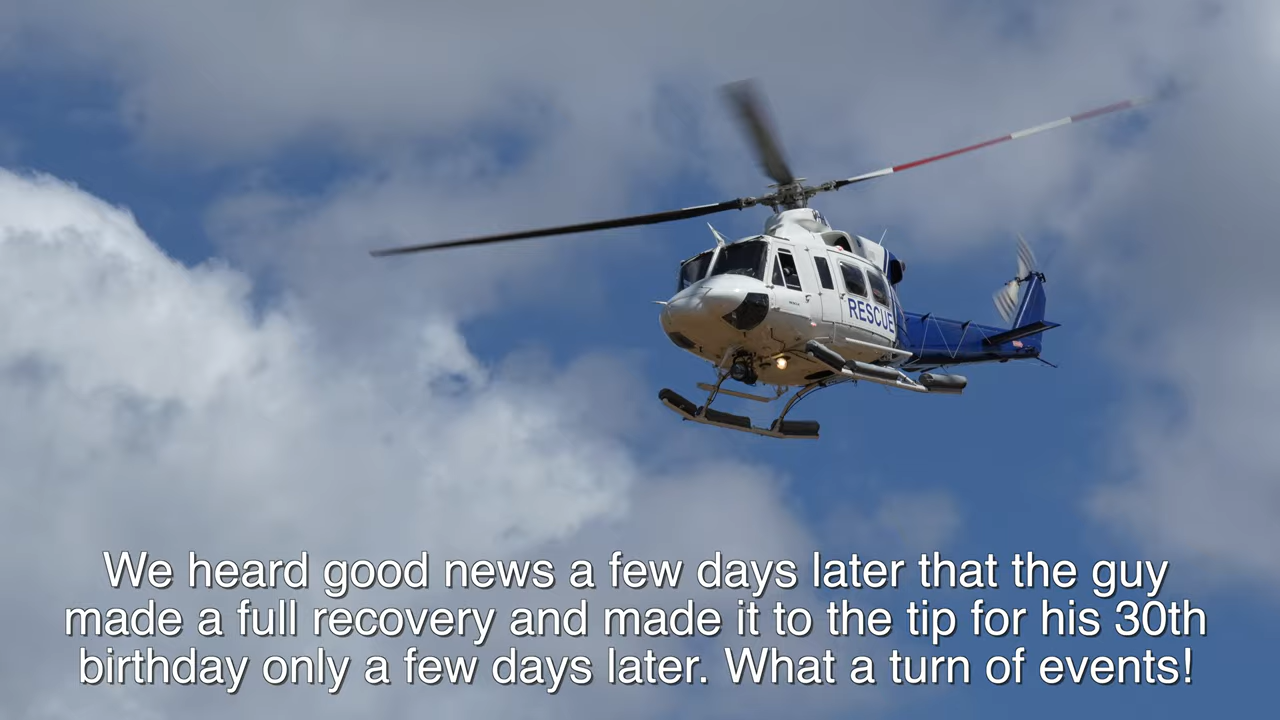 RESCUE
We heard good news a few days later that the guy
made a full recovery and made it to the tip for his 30th
birthday only a few days later. What a turn of events!